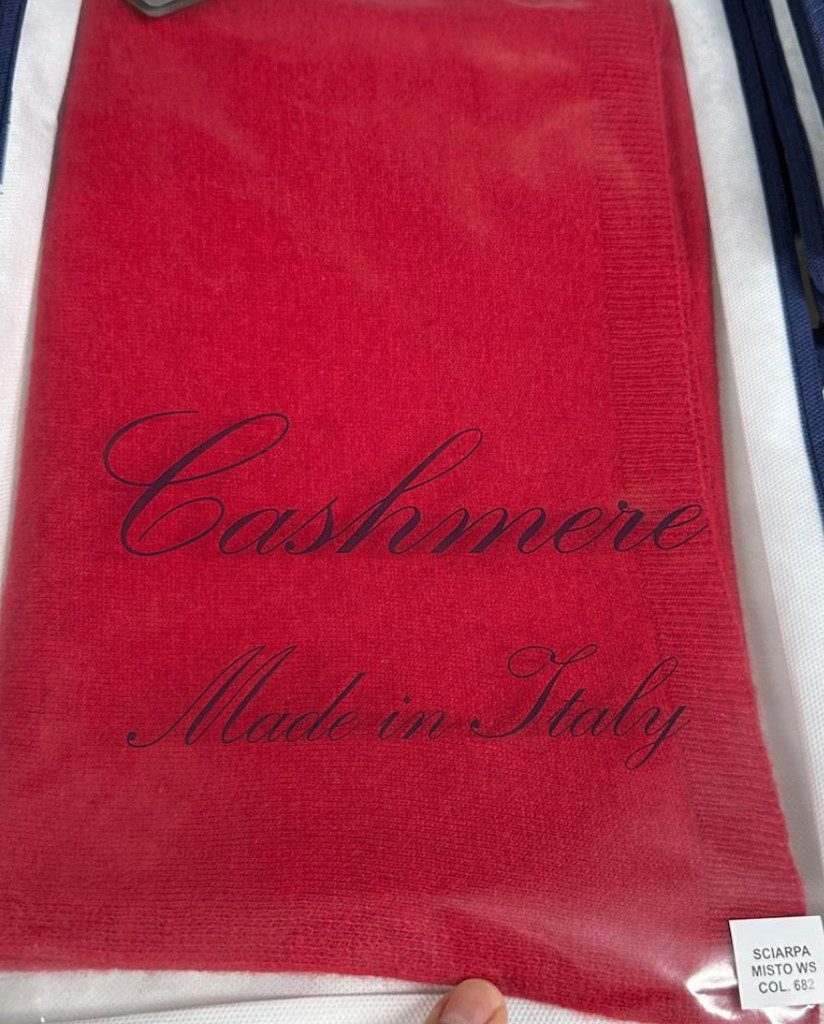 Cashmere
Made in Italy
SCIARPA
MISTO WS
COL. 682